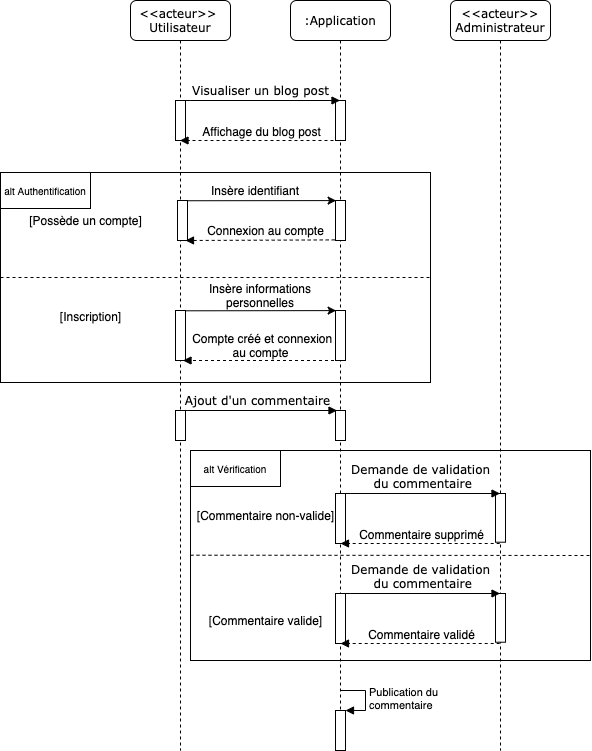 <<acteur>>
Utilisateur
:Application
<<acteur>>
Administrateur
Visualiser un blog post
Affichage du blog post
alt Authentification
Insère identifiant
[Possède un compte]
Connexion au compte
Insère informations
personnelles
[Inscription]
Compte créé et connexion
au compte
Ajout d'un commentaire
alt Vérification
Demande de validation
du commentaire
[Commentaire non-valide]
Commentaire supprimé
Demande de validation
du commentaire
[Commentaire valide]
Commentaire validé
Publication du
commentaire